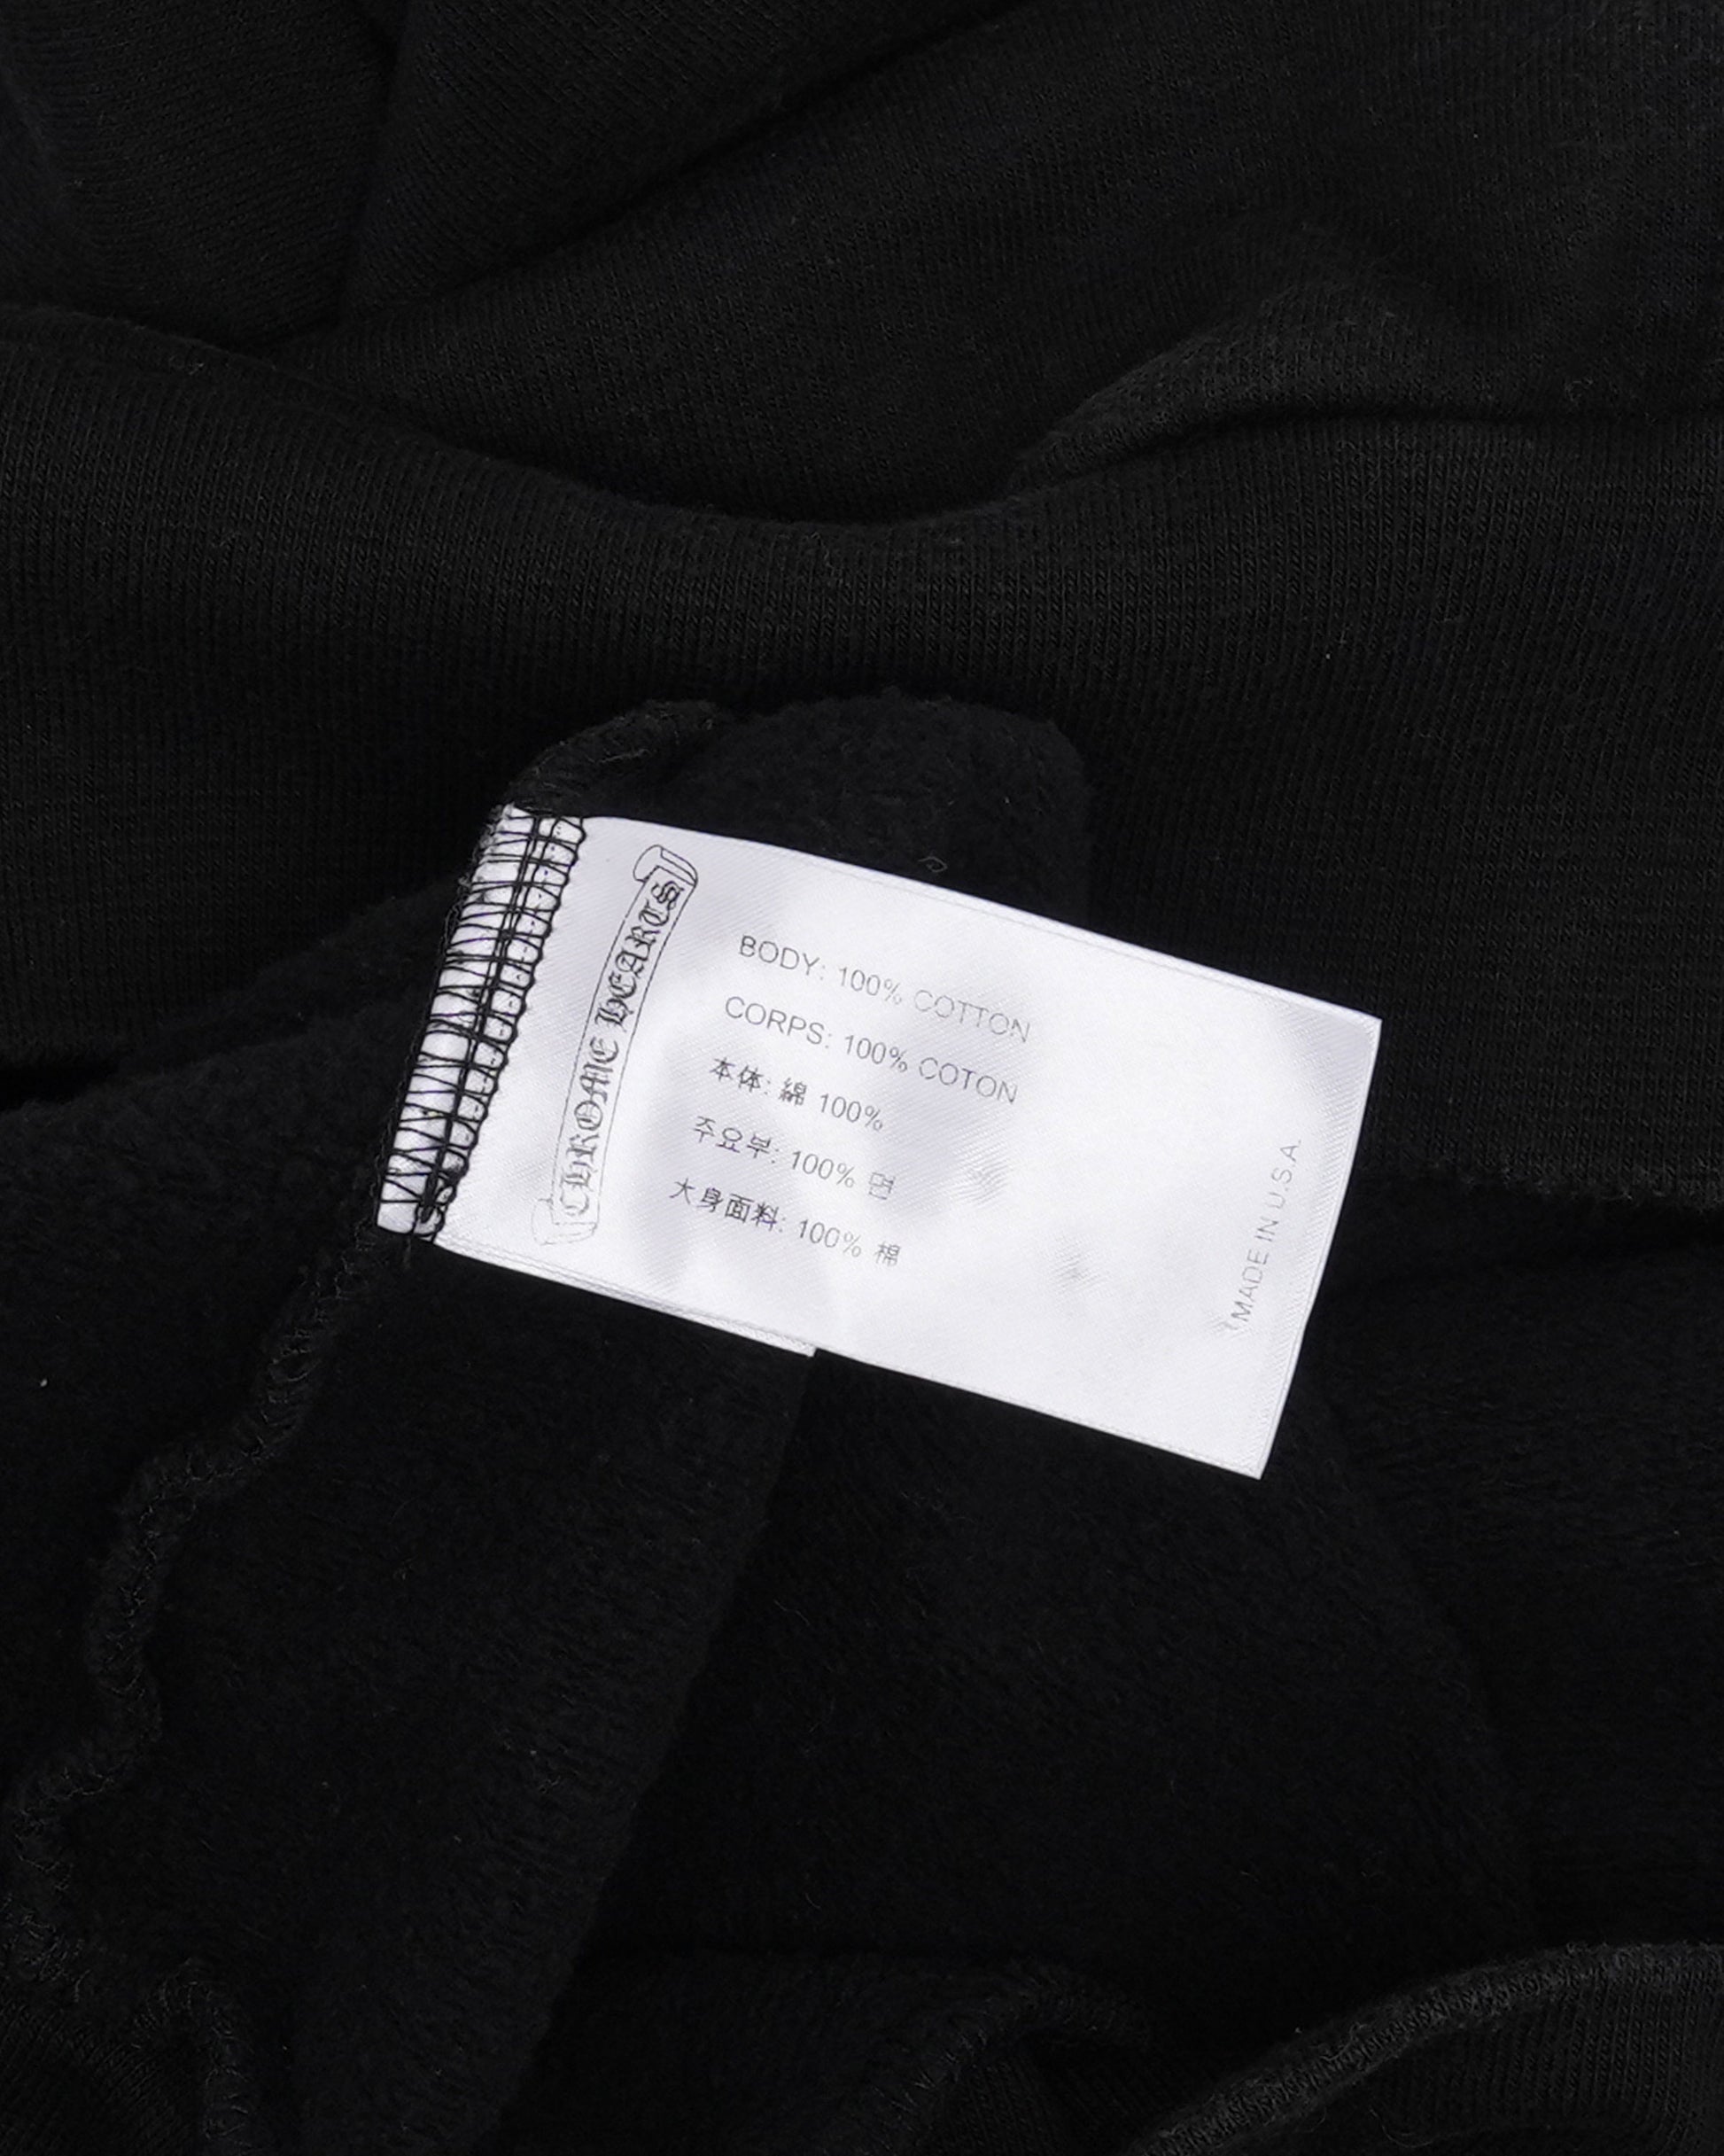 CHROME HEARTS
BODY: 100% COTTON
CORPS: 100% COTON
本体: 綿 100%
주요부: 100% 면
大身面料: 100% 棉
MADE IN U.S.A.